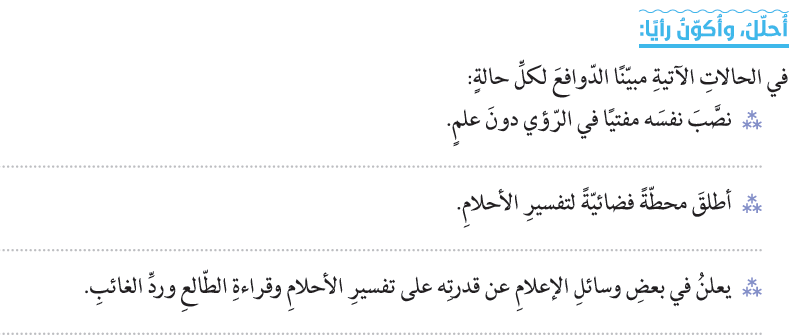 أُحلّلُ، وأُكوّنُ رأيًا:
في الحالاتِ الآتيةِ مبيّنًا الدّوافعَ لكلِّ حالةٍ:
⁂ نصَّبَ نفسَه مفتيًا في الرّؤي دونَ علمٍ.
⁂ أطلقَ محطّةً فضائيّةً لتفسيرِ الأحلامِ.
⁂ يعلنُ في بعضِ وسائلِ الإعلامِ عن قدرتِه على تفسيرِ الأحلامِ وقراءةِ الطّالعِ وردِّ الغائبِ.